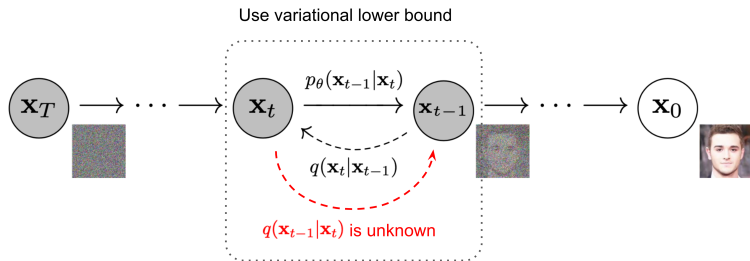 Use variational lower bound
x_T → ⋯ → x_t p_θ(x_{t−1}|x_t) x_{t−1} → ⋯ → x_0
q(x_t|x_{t−1})
q(x_{t−1}|x_t) is unknown